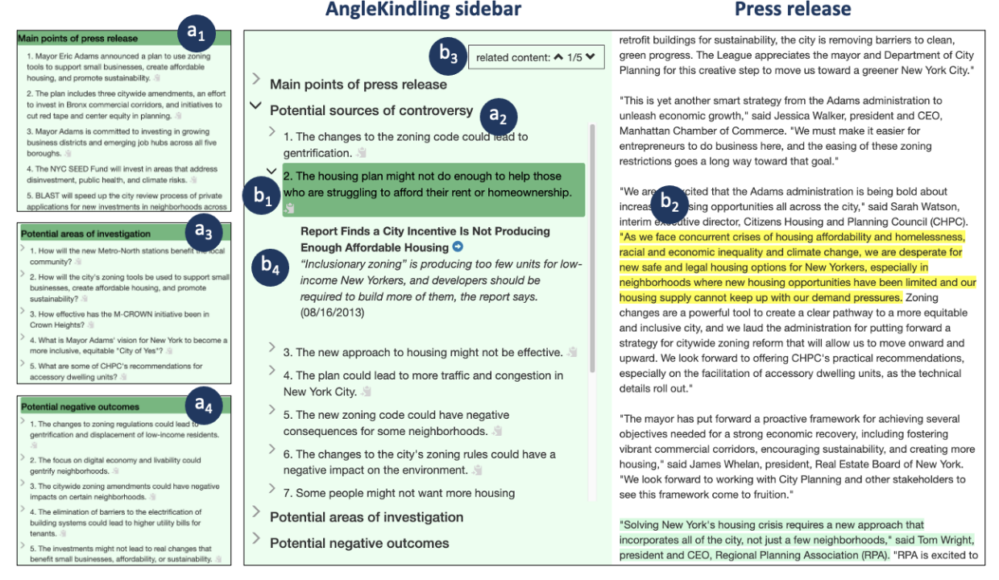 AngleKindling sidebar
Press release
a1
Main points of press release
1. Mayor Eric Adams announced a plan to use zoning
tools to support small businesses, create affordable
housing, and promote sustainability.
2. The plan includes three citywide amendments, an effort
to invest in Bronx commercial corridors, and initiatives to
cut red tape and center equity in planning.
3. Mayor Adams is committed to investing in growing
business districts and emerging job hubs across all five
boroughs.
4. The NYC SEED Fund will invest in areas that address
disinvestment, public health, and climate risks.
5. BLAST will speed up the city review process of private
applications for new investments in neighborhoods across
a3
Potential areas of investigation
1. How will the new Metro-North stations benefit the local
community?
2. How will the city's zoning tools be used to support small
businesses, create affordable housing, and promote
sustainability?
3. How effective has the M-CROWN initiative been in
Crown Heights?
4. What is Mayor Adams' vision for New York to become a
more inclusive, equitable "City of Yes"?
5. What are some of CHPC's recommendations for
accessory dwelling units?
a4
Potential negative outcomes
1. The changes to zoning regulations could lead to
gentrification and displacement of low-income residents.
2. The focus on digital economy and livability could
gentrify neighborhoods.
3. The citywide zoning amendments could have negative
impacts on certain neighborhoods.
4. The elimination of barriers to the electrification of
building systems could lead to higher utility bills for
tenants.
5. The investments might not lead to real changes that
benefit small businesses, affordability, or sustainability.
b3
related content: 1/5
Main points of press release
Potential sources of controversy
a2
1. The changes to the zoning code could lead to
gentrification.
b1
2. The housing plan might not do enough to help those
who are struggling to afford their rent or homeownership.
b4
Report Finds a City Incentive Is Not Producing
Enough Affordable Housing
“Inclusionary zoning” is producing too few units for low-
income New Yorkers, and developers should be
required to build more of them, the report says.
(08/16/2013)
3. The new approach to housing might not be effective.
4. The plan could lead to more traffic and congestion in
New York City.
5. The new zoning code could have negative
consequences for some neighborhoods.
6. The changes to the city's zoning rules could have a
negative impact on the environment.
7. Some people might not want more housing
Potential areas of investigation
Potential negative outcomes
retrofit buildings for sustainability, the city is removing barriers to clean,
green progress. The League appreciates the mayor and Department of City
Planning for this creative step to move us toward a greener New York City."
"This is yet another smart strategy from the Adams administration to
unleash economic growth," said Jessica Walker, president and CEO,
Manhattan Chamber of Commerce. "We must make it easier for
entrepreneurs to do business here, and the easing of these zoning
restrictions goes a long way toward that goal."
b2
"We are excited that the Adams administration is being bold about
housing opportunities all across the city," said Sarah Watson,
interim executive director, Citizens Housing and Planning Council (CHPC).
"As we face concurrent crises of housing affordability and homelessness,
racial and economic inequality and climate change, we are desperate for
new safe and legal housing options for New Yorkers, especially in
neighborhoods where new housing opportunities have been limited and our
housing supply cannot keep up with our demand pressures. Zoning
changes are a powerful tool to create a clear pathway to a more equitable
and inclusive city, and we laud the administration for putting forward a
strategy for citywide zoning reform that will allow us to move onward and
upward. We look forward to offering CHPC's practical recommendations,
especially on the facilitation of accessory dwelling units, as the technical
details roll out."
"The mayor has put forward a proactive framework for achieving several
objectives needed for a strong economic recovery, including fostering
vibrant commercial corridors, encouraging sustainability, and creating more
housing," said James Whelan, president, Real Estate Board of New York.
"We look forward to working with City Planning and other stakeholders to
see this framework come to fruition."
"Solving New York's housing crisis requires a new approach that
incorporates all of the city, not just a few neighborhoods," said Tom Wright,
president and CEO, Regional Planning Association (RPA). "RPA is excited to